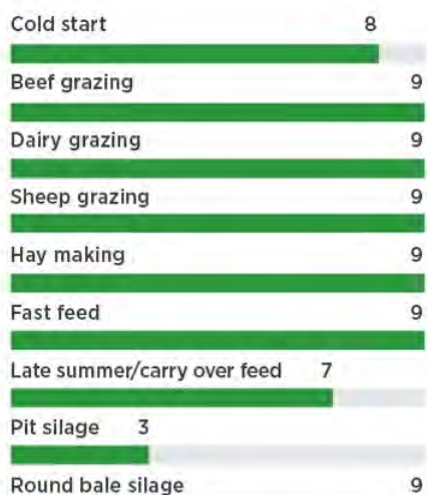 Cold start 8
Beef grazing 9
Dairy grazing 9
Sheep grazing 9
Hay making 9
Fast feed 9
Late summer/carry over feed 7
Pit silage 3
Round bale silage 9